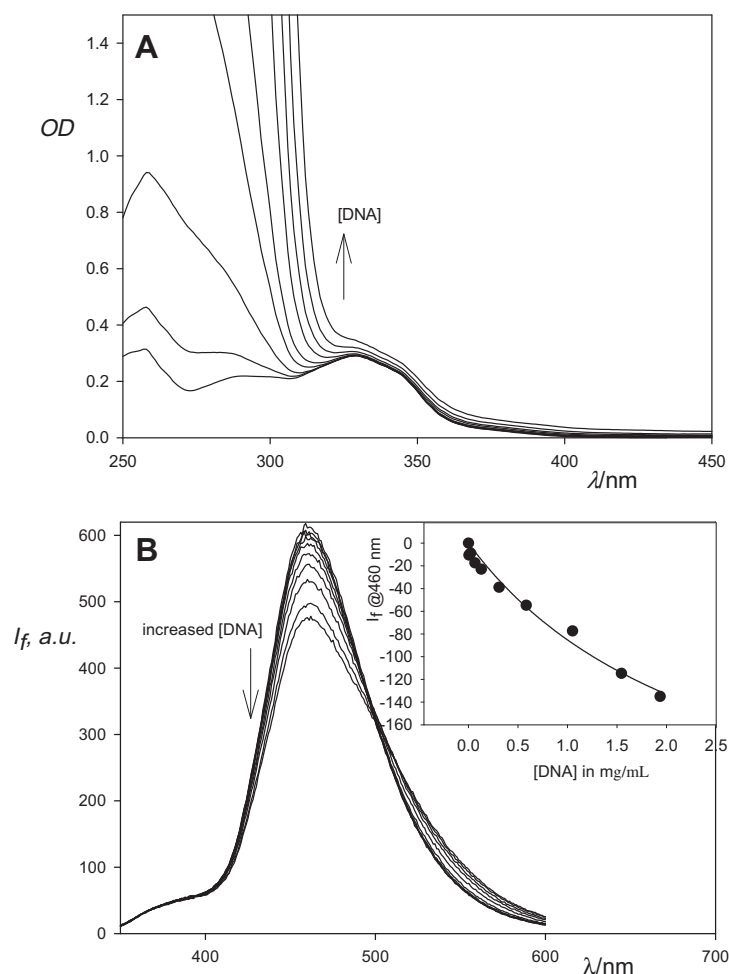 A
OD
1.4
1.2
1.0
0.8
0.6
0.4
0.2
0.0
[DNA]
250 300 350 400 450
λ/nm
B
If, a.u.
600
500
400
300
200
100
0
increased [DNA]
400 500 600 700
λ/nm
If @460 nm
0
-20
-40
-60
-80
-100
-120
-140
-160
0.0 0.5 1.0 1.5 2.0 2.5
[DNA] in mg/mL